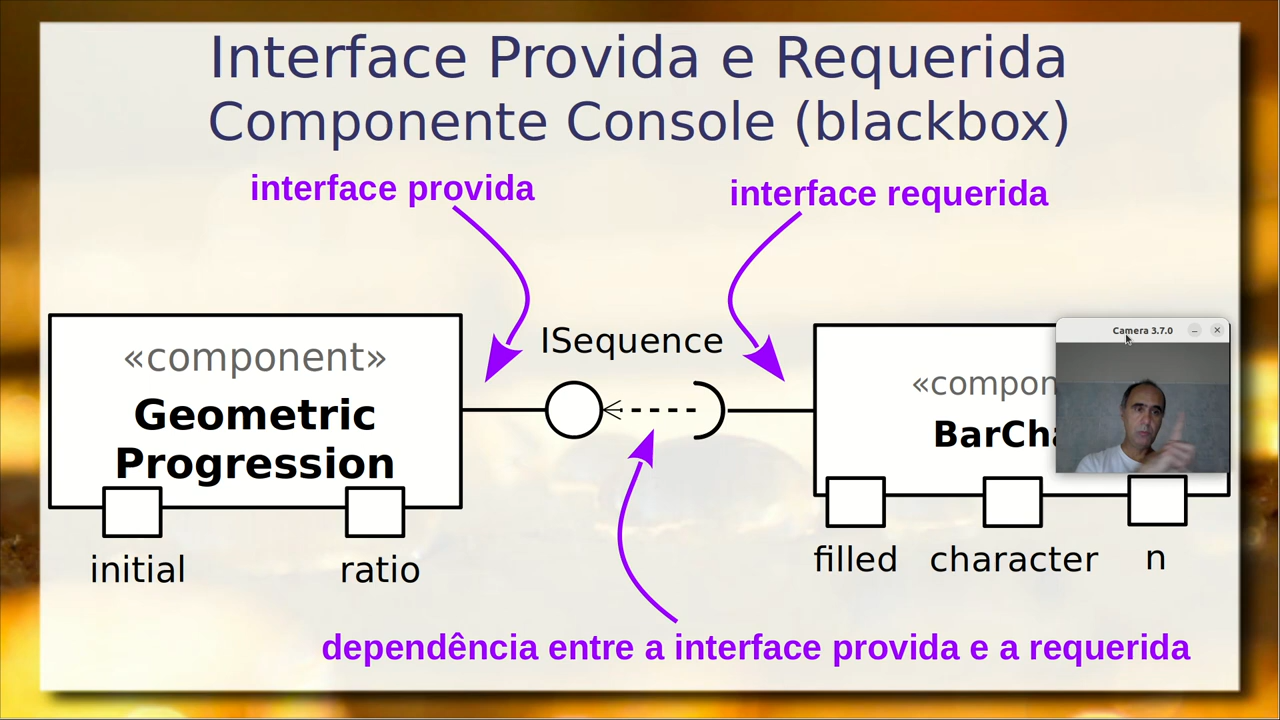 Interface Provida e Requerida
Componente Console (blackbox)
interface provida
interface requerida
ISequence
«component»
Geometric
Progression
Camera 3.7.0
initial
ratio
filled
character
n
dependência entre a interface provida e a requerida